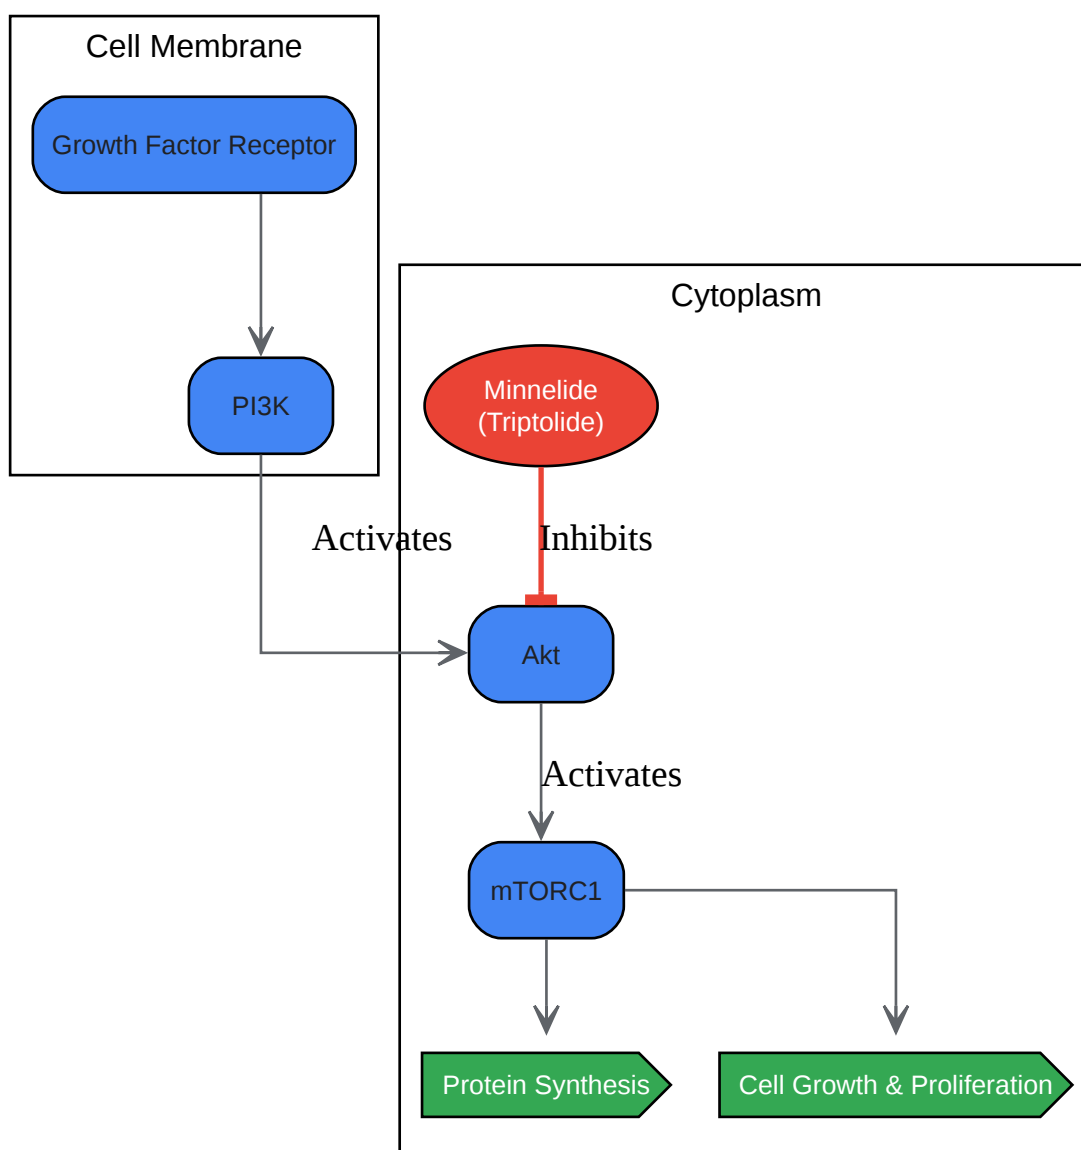 Cell Membrane
Growth Factor Receptor
PI3K
Cytoplasm
Minnelide
(Triptolide)
Activates
Inhibits
Akt
Activates
mTORC1
Protein Synthesis
Cell Growth & Proliferation